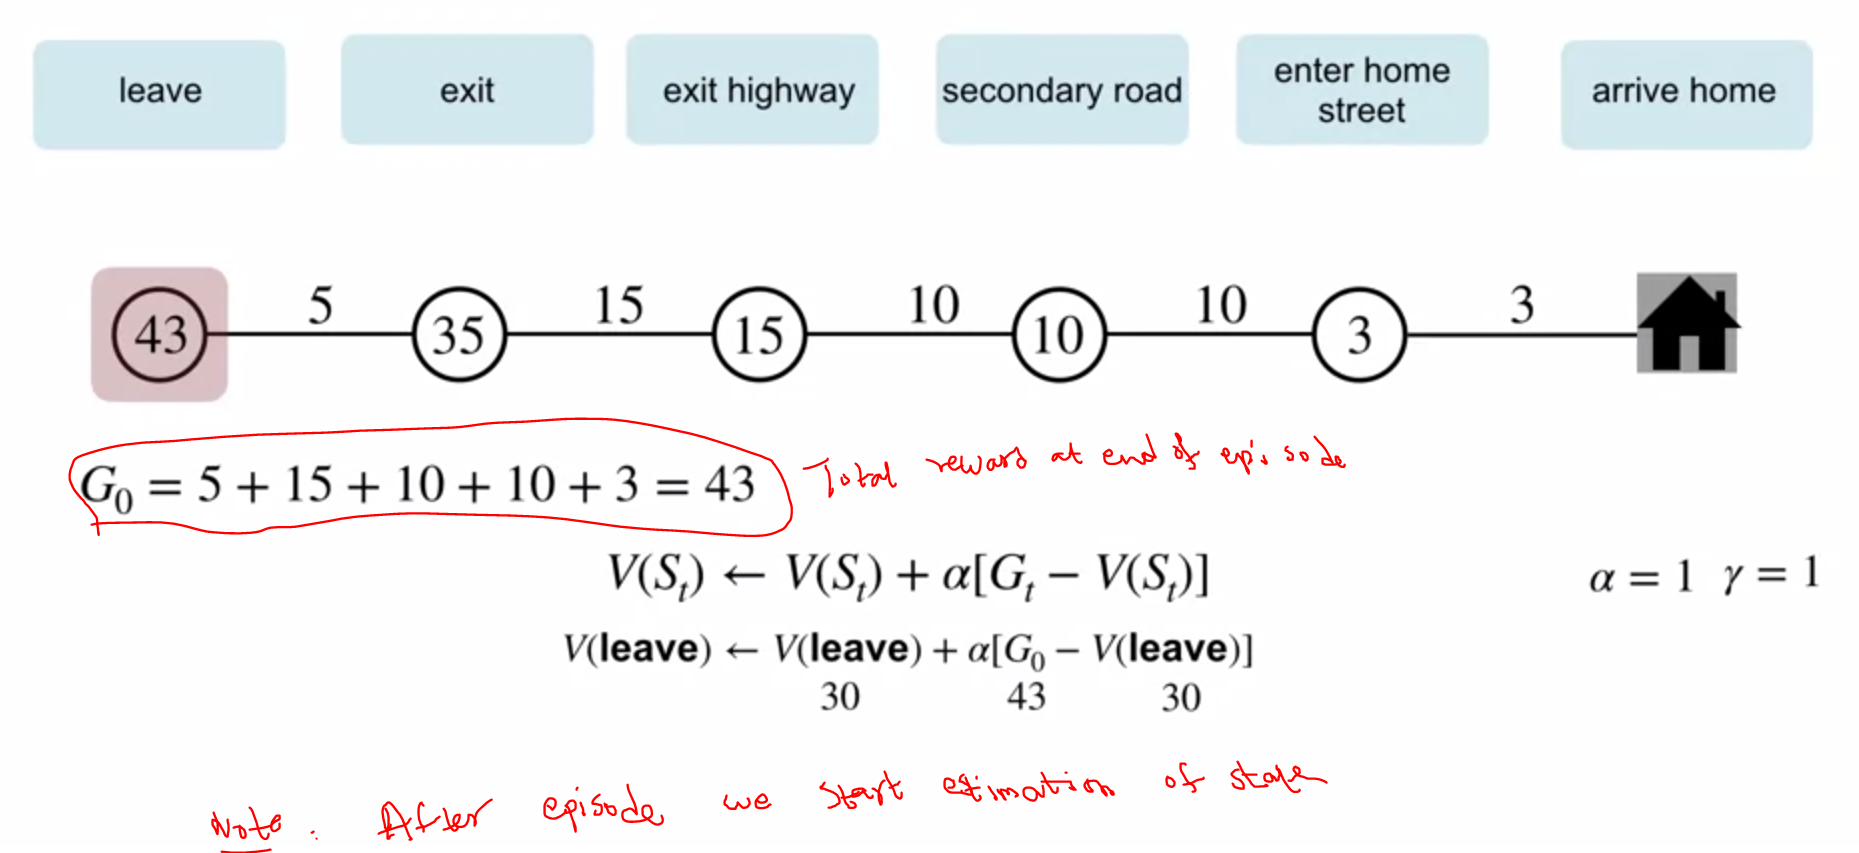 leave
exit
exit highway
secondary road
enter home
street
arrive home
43 5 35 15 15 10 10 10 3 3
G₀ = 5 + 15 + 10 + 10 + 3 = 43
Total reward at end of episode
V(Sₜ) ← V(Sₜ) + α[Gₜ − V(Sₜ)]
α = 1 γ = 1
V(leave) ← V(leave) + α[G₀ − V(leave)]
30 43 30
Note : After episode we start estimation of state